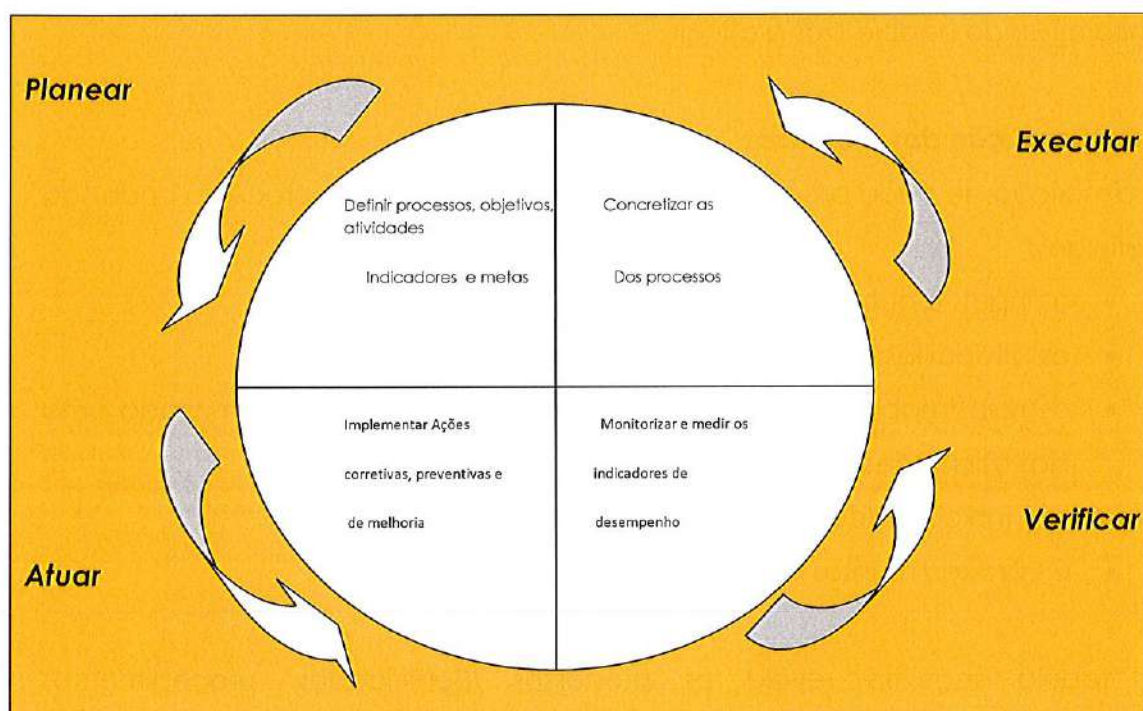 Planear
Executar
Definir processos, objetivos,
atividades
Indicadores e metas
Concretizar as
Dos processos
Implementar Ações
corretivas, preventivas e
de melhoria
Monitorizar e medir os
indicadores de
desempenho
Verificar
Atuar